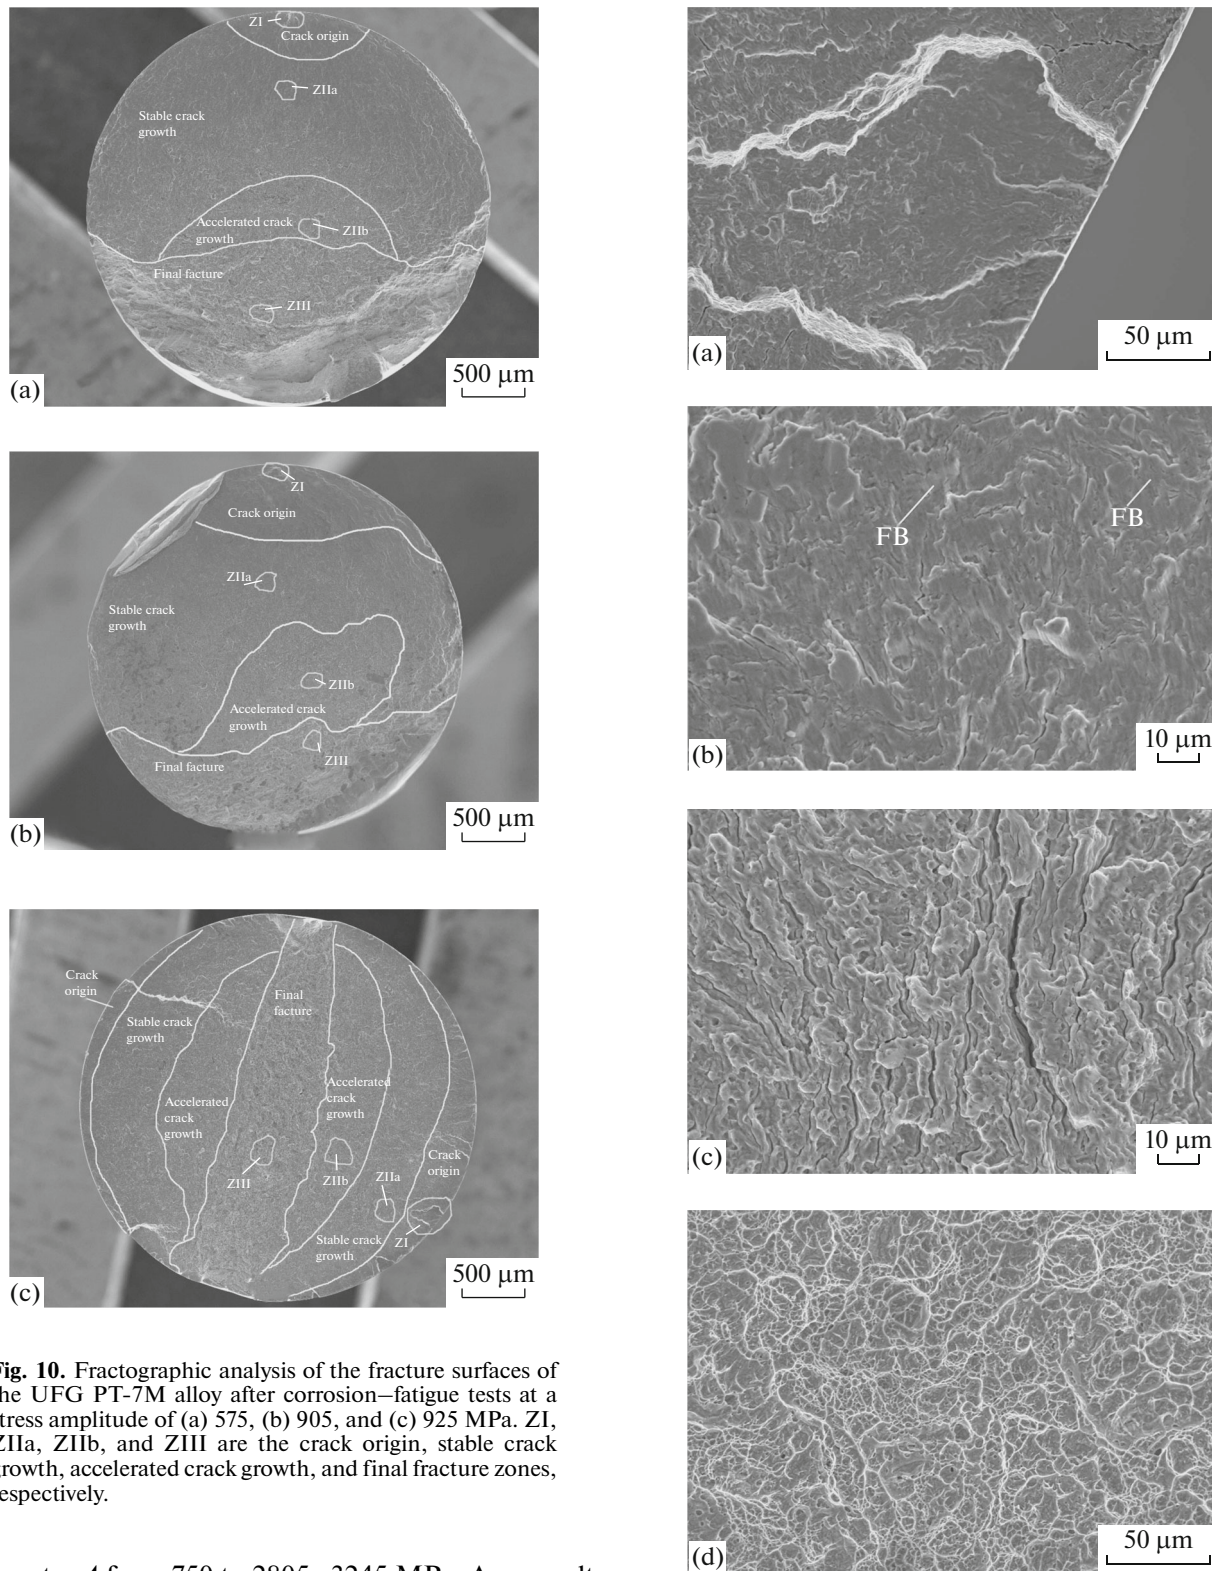 ZI
Crack origin
ZIIa
Stable crack
growth
Accelerated crack
growth
ZIIb
Final facture
ZIII
(a)
500 μm
ZI
Crack origin
ZIIa
Stable crack
growth
ZIIb
Accelerated crack
growth
ZIII
Final facture
(b)
500 μm
Crack
origin
Final
facture
Stable crack
growth
Accelerated
crack
growth
Accelerated
crack
growth
Crack
origin
ZIII
ZIIb
ZIIa
ZI
Stable crack
growth
(c)
500 μm
ig. 10. Fractographic analysis of the fracture surfaces of
he UFG PT-7M alloy after corrosion–fatigue tests at a
tress amplitude of (a) 575, (b) 905, and (c) 925 MPa. ZI,
ZIIa, ZIIb, and ZIII are the crack origin, stable crack
rowth, accelerated crack growth, and final fracture zones,
espectively.
(a)
50 μm
FB
FB
(b)
10 μm
(c)
10 μm
(d)
50 μm